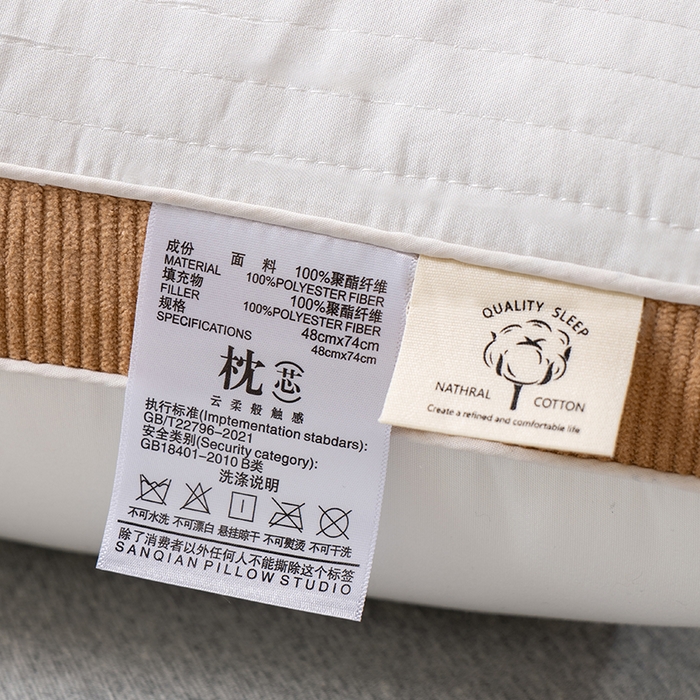 成份 面 料 100%聚酯纤维
MATERIAL 100%POLYESTER FIBER
填充物 100%聚酯纤维
FILLER 100%POLYESTER FIBER
规格 48cmx74cm
SPECIFICATIONS 48cmx74cm
枕(芯)
云柔般触感
执行标准(Imptementation stabdars):
GB/T22796-2021
安全类别(Security category):
GB18401-2010 B类
洗涤说明
不可水洗 不可漂白 悬挂晾干 不可熨烫 不可干洗
除了消费者以外任何人不能撕除这个标签
SANQIAN PILLOW STUDIO
QUALITY SLEEP
NATHRAL COTTON
Create a refined and comfortable life